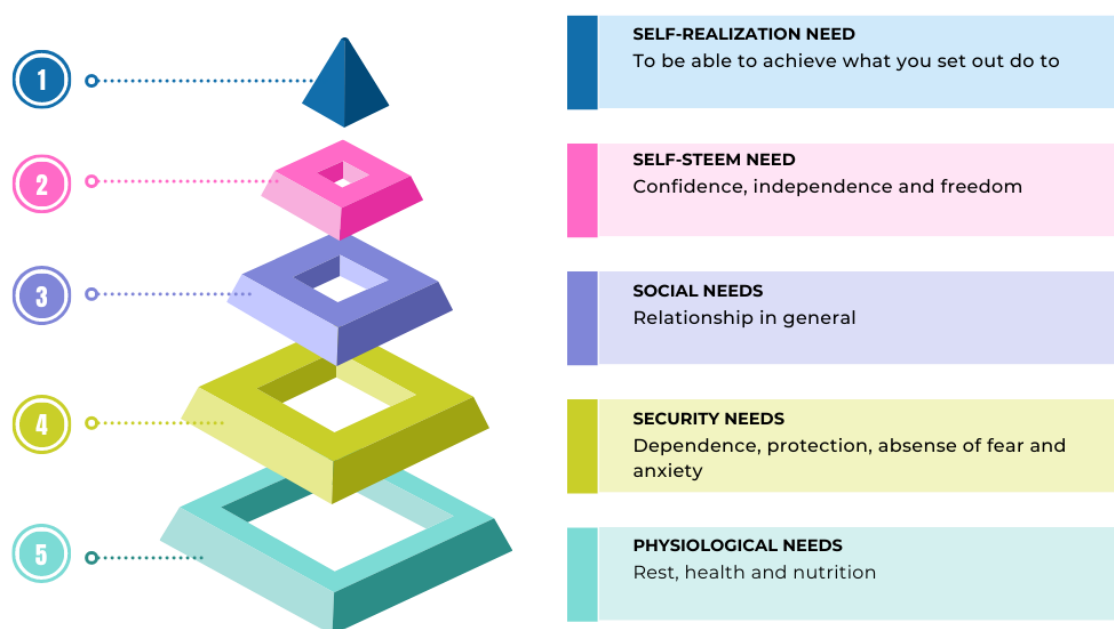 1
SELF-REALIZATION NEED
To be able to achieve what you set out do to
2
SELF-STEEM NEED
Confidence, independence and freedom
3
SOCIAL NEEDS
Relationship in general
4
SECURITY NEEDS
Dependence, protection, absense of fear and
anxiety
5
PHYSIOLOGICAL NEEDS
Rest, health and nutrition